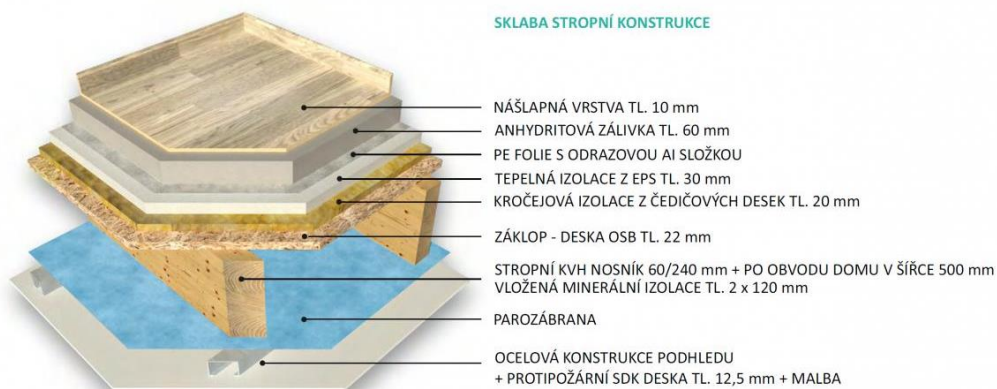 SKLABA STROPNÍ KONSTRUKCE
NÁŠLAPNÁ VRSTVA TL. 10 mm
ANHYDRITOVÁ ZÁLIVKA TL. 60 mm
PE FOLIE S ODRAZOVOU AI SLOŽKOU
TEPELNÁ IZOLACE Z EPS TL. 30 mm
KROČEJOVÁ IZOLACE Z ČEDIČOVÝCH DESEK TL. 20 mm
ZÁKLOP - DESKA OSB TL. 22 mm
STROPNÍ KVH NOSNÍK 60/240 mm + PO OBVODU DOMU V ŠÍŘCE 500 mm
VLOŽENÁ MINERÁLNÍ IZOLACE TL. 2 x 120 mm
PAROZÁBRANA
OCELOVÁ KONSTRUKCE PODHLEDU
+ PROTIPOŽÁRNÍ SDK DESKA TL. 12,5 mm + MALBA